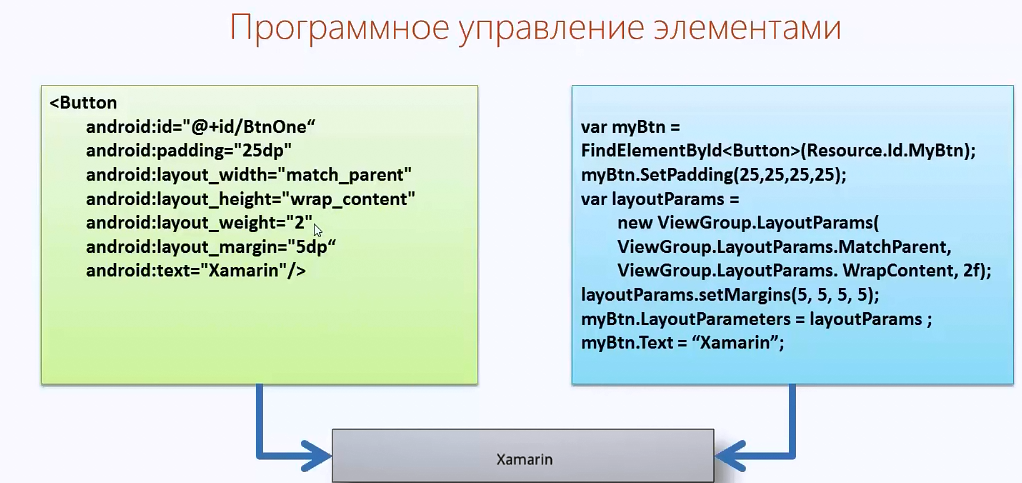 Программное управление элементами
<Button
android:id="@+id/BtnOne“
android:padding="25dp"
android:layout_width="match_parent"
android:layout_height="wrap_content"
android:layout_weight="2"
android:layout_margin="5dp“
android:text="Xamarin"/>
var myBtn =
FindElementById<Button>(Resource.Id.MyBtn);
myBtn.SetPadding(25,25,25,25);
var layoutParams =
new ViewGroup.LayoutParams(
ViewGroup.LayoutParams.MatchParent,
ViewGroup.LayoutParams. WrapContent, 2f);
layoutParams.setMargins(5, 5, 5, 5);
myBtn.LayoutParameters = layoutParams ;
myBtn.Text = “Xamarin”;
Xamarin